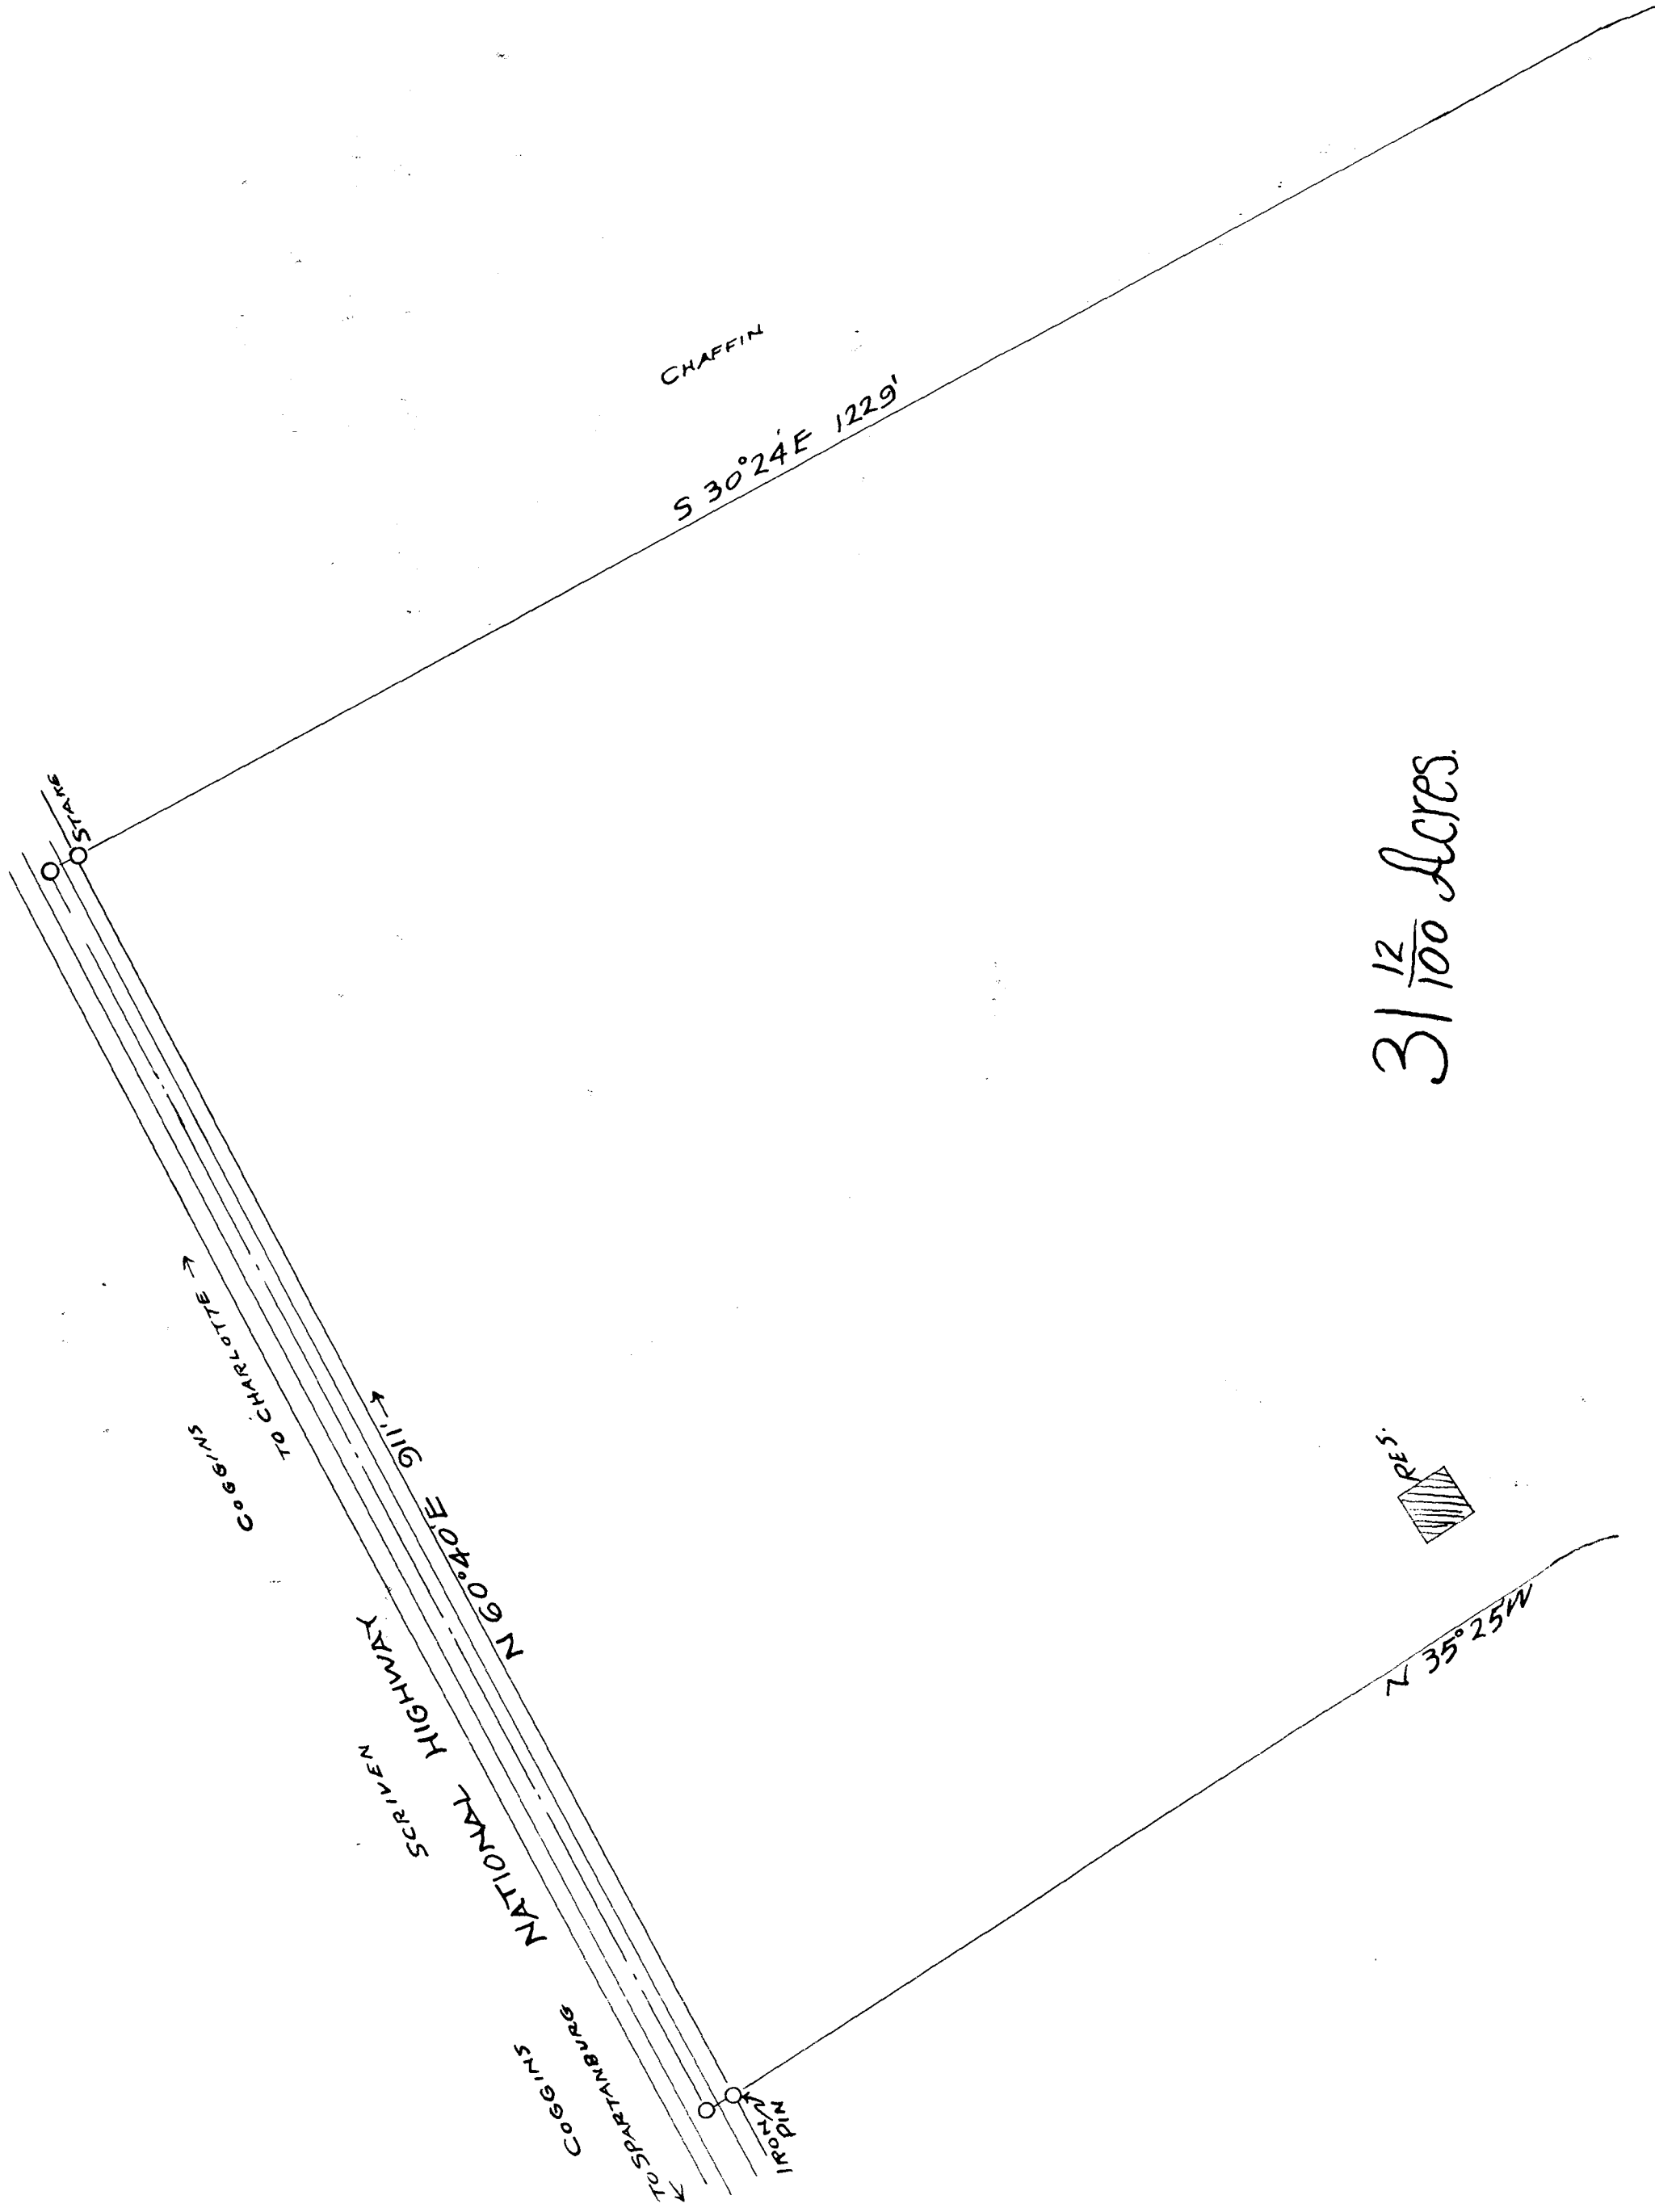 STAKE
CHAFFIN
S 30°24'E 1229'
COGGINS
TO CHARLOTTE →
N 60°40'E 911' →
SCRIVEN
NATIONAL HIGHWAY
COGGINS
← TO SPARTANBURG
IRON
PIN
31 12/100 Acres.
RES.
N 35°25'W